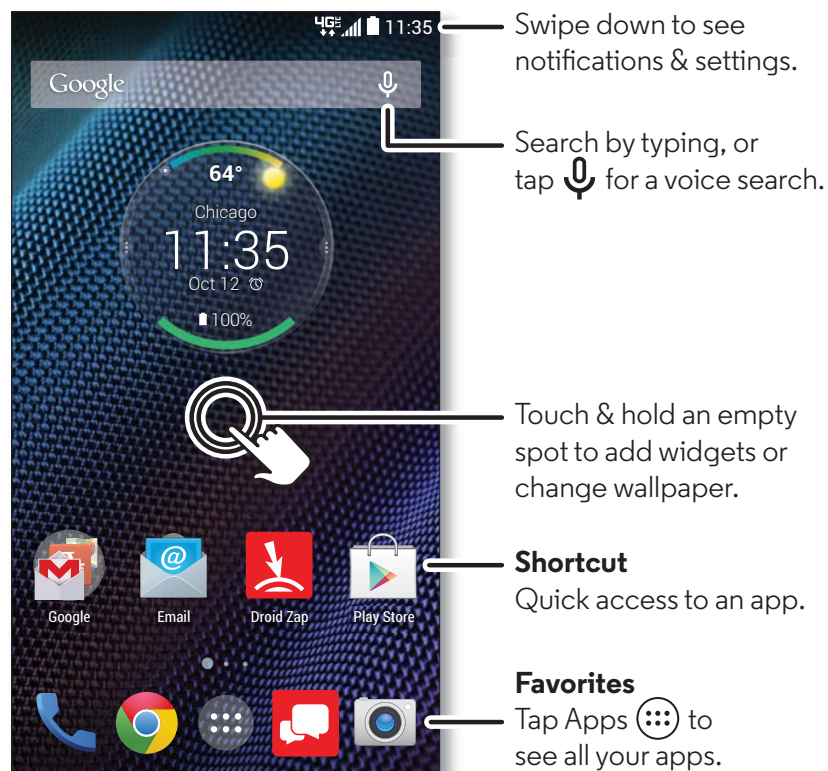 4G LTE 11:35
Swipe down to see
notifications & settings.
Google
Search by typing, or
tap for a voice search.
64°
Chicago
11:35
Oct 12
100%
Touch & hold an empty
spot to add widgets or
change wallpaper.
@
Google
Email
Droid Zap
Play Store
Shortcut
Quick access to an app.
Favorites
Tap Apps to
see all your apps.